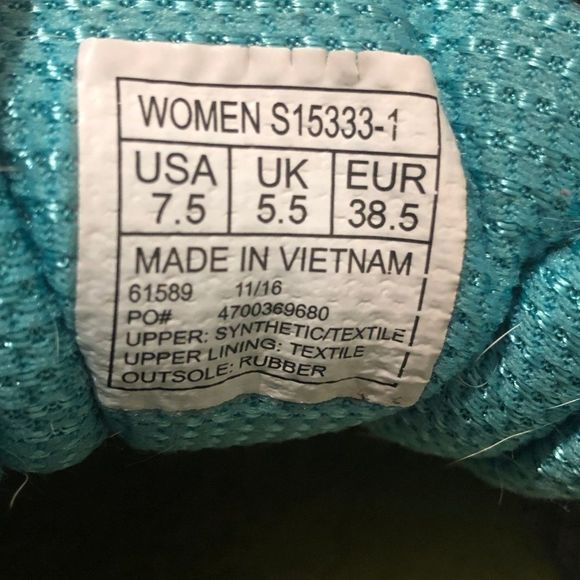 WOMEN S15333-1
USA UK EUR
7.5 5.5 38.5
MADE IN VIETNAM
61589 11/16
PO# 4700369680
UPPER: SYNTHETIC/TEXTILE
UPPER LINING: TEXTILE
OUTSOLE: RUBBER